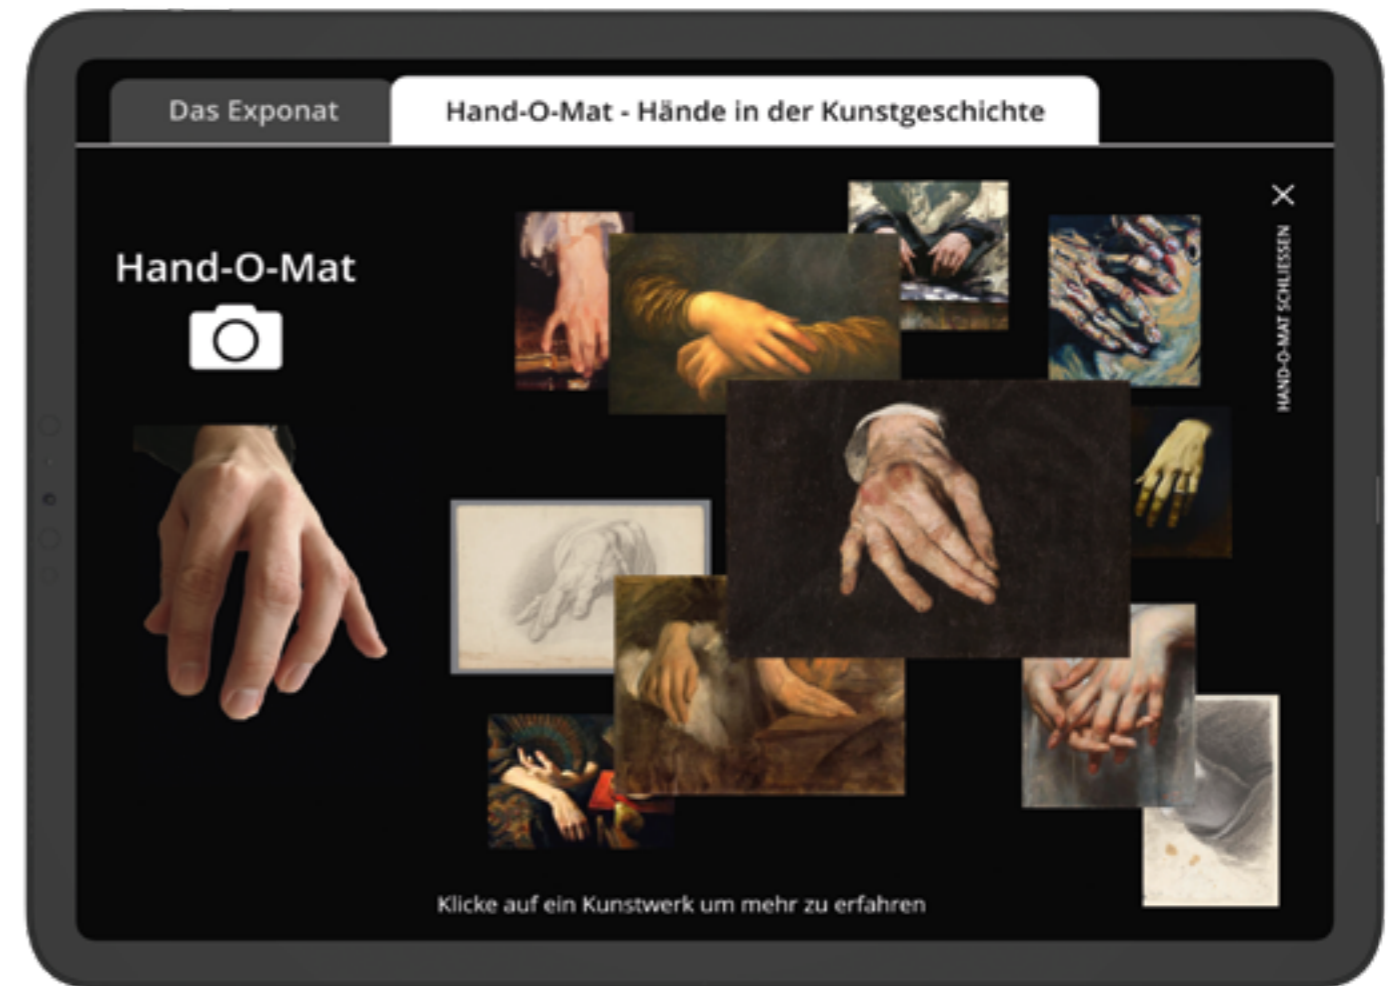 Das Exponat
Hand-O-Mat - Hände in der Kunstgeschichte
Hand-O-Mat
HAND-O-MAT SCHLIESSEN
Klicke auf ein Kunstwerk um mehr zu erfahren